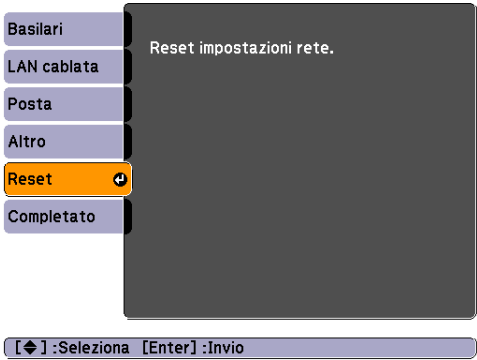 Basilari
LAN cablata
Posta
Altro
Reset
Completato
Reset impostazioni rete.
[◆] :Seleziona [Enter] :Invio